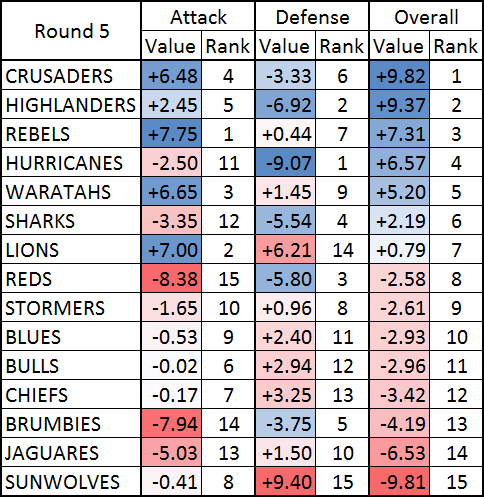 Round 5 Attack Defense Overall
Value Rank Value Rank Value Rank
CRUSADERS +6.48 4 -3.33 6 +9.82 1
HIGHLANDERS +2.45 5 -6.92 2 +9.37 2
REBELS +7.75 1 +0.44 7 +7.31 3
HURRICANES -2.50 11 -9.07 1 +6.57 4
WARATAHS +6.65 3 +1.45 9 +5.20 5
SHARKS -3.35 12 -5.54 4 +2.19 6
LIONS +7.00 2 +6.21 14 +0.79 7
REDS -8.38 15 -5.80 3 -2.58 8
STORMERS -1.65 10 +0.96 8 -2.61 9
BLUES -0.53 9 +2.40 11 -2.93 10
BULLS -0.02 6 +2.94 12 -2.96 11
CHIEFS -0.17 7 +3.25 13 -3.42 12
BRUMBIES -7.94 14 -3.75 5 -4.19 13
JAGUARES -5.03 13 +1.50 10 -6.53 14
SUNWOLVES -0.41 8 +9.40 15 -9.81 15